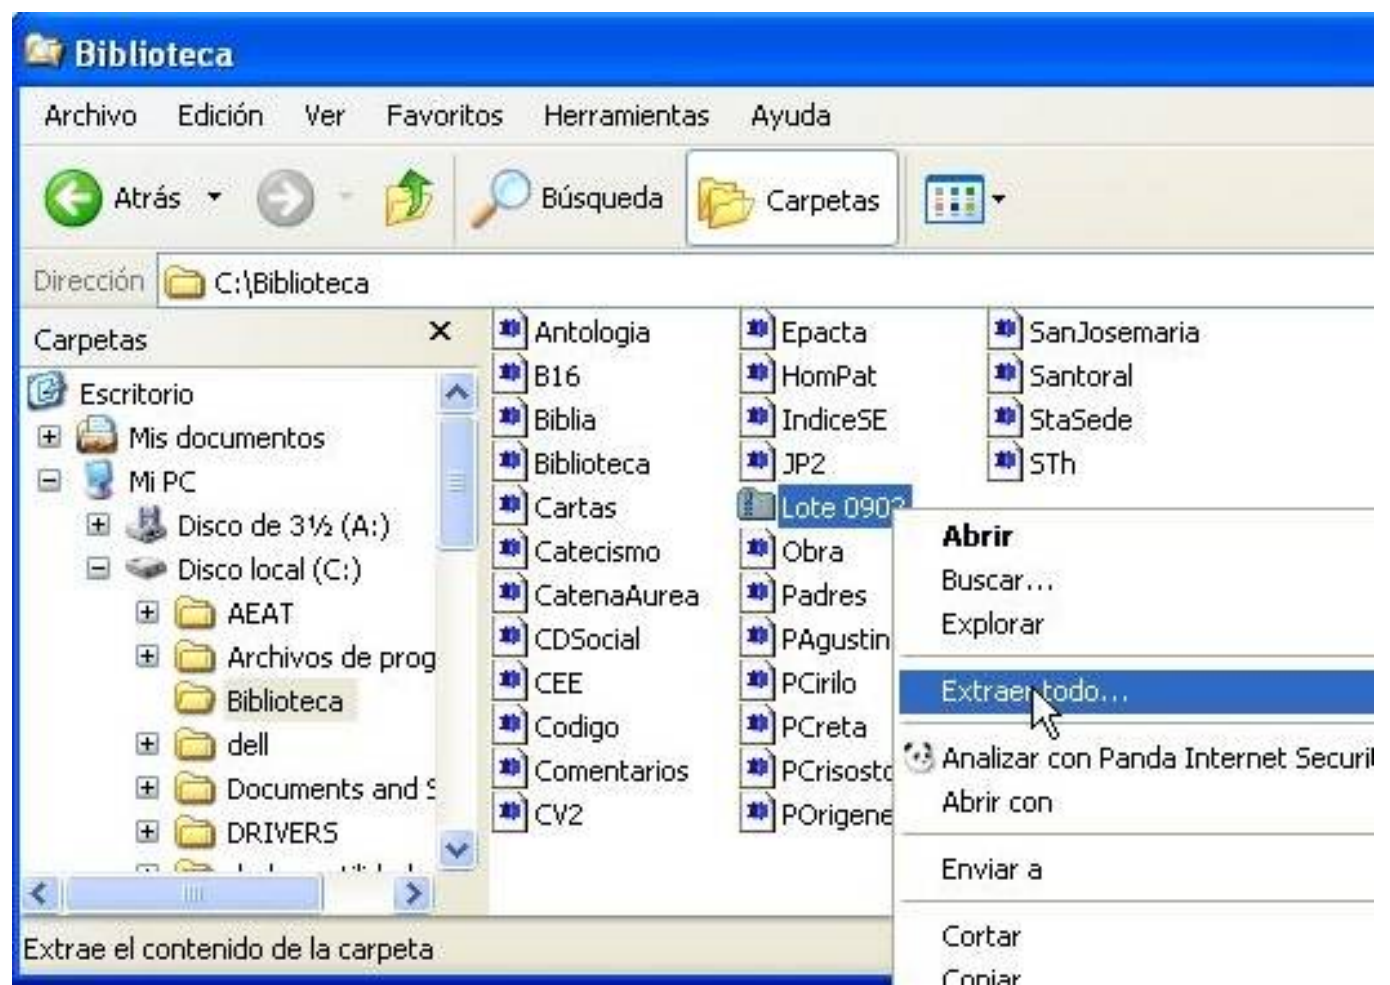 Biblioteca
Archivo Edición Ver Favoritos Herramientas Ayuda
Atrás Búsqueda Carpetas
Dirección C:\Biblioteca
Carpetas
Escritorio
Mis documentos
Mi PC
Disco de 3½ (A:)
Disco local (C:)
AEAT
Archivos de prog
Biblioteca
dell
Documents and
DRIVERS
Antologia
B16
Biblia
Biblioteca
Cartas
Catecismo
CatenaAurea
CDSocial
CEE
Codigo
Comentarios
CV2
Epacta
HomPat
IndiceSE
JP2
Lote
Obra
Padres
PAgustin
PCirilo
PCreta
PCrisosto
POrigene
SanJosemaria
Santoral
StaSede
STh
Abrir
Buscar...
Explorar
Extraer todo...
Analizar con Panda Internet Securit
Abrir con
Enviar a
Cortar
Copiar
Extrae el contenido de la carpeta